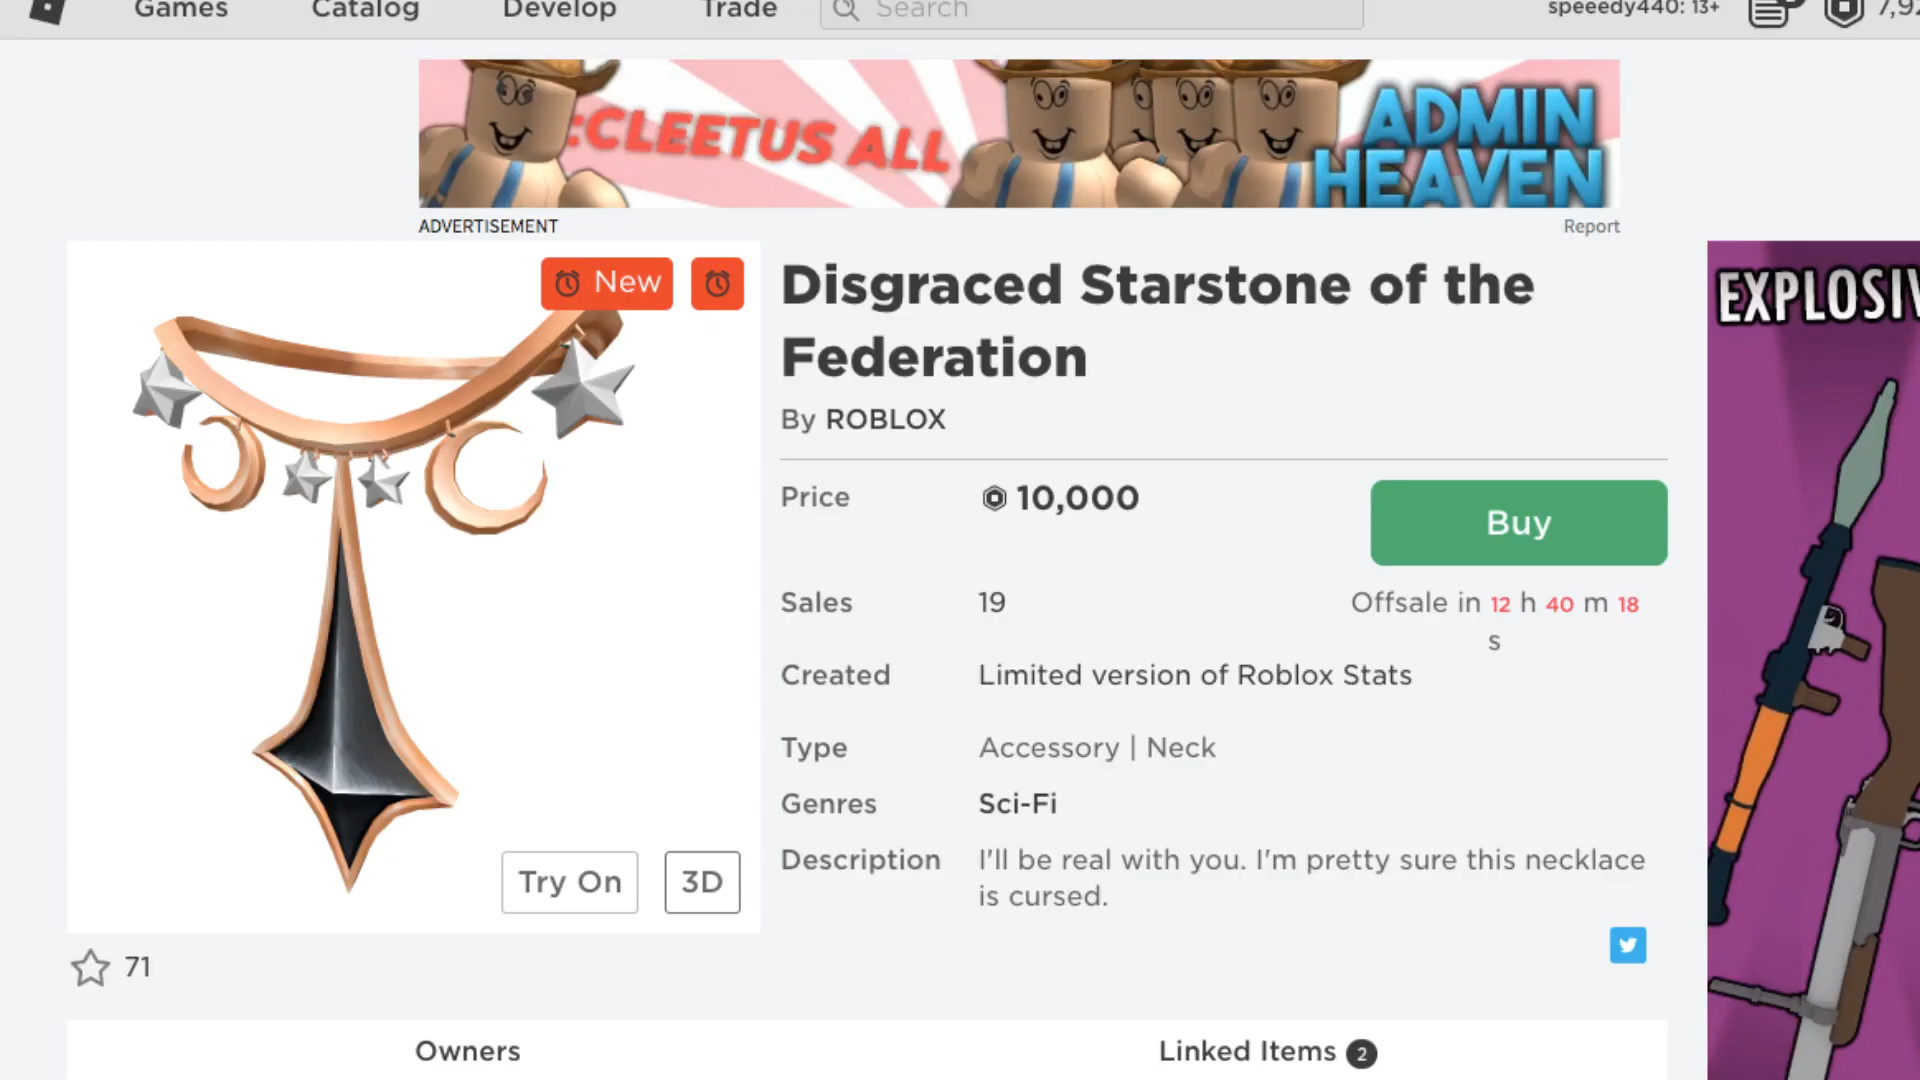 Games Catalog Develop Trade Search speeedy440: 13+
:CLEETUS ALL
ADMIN
HEAVEN
ADVERTISEMENT Report
New
Disgraced Starstone of the
Federation
By ROBLOX
Price 10,000
Buy
Sales 19
Offsale in 12 h 40 m 18
s
Created Limited version of Roblox Stats
Type Accessory | Neck
Genres Sci-Fi
Description I'll be real with you. I'm pretty sure this necklace
is cursed.
Try On 3D
71
Owners Linked Items 2